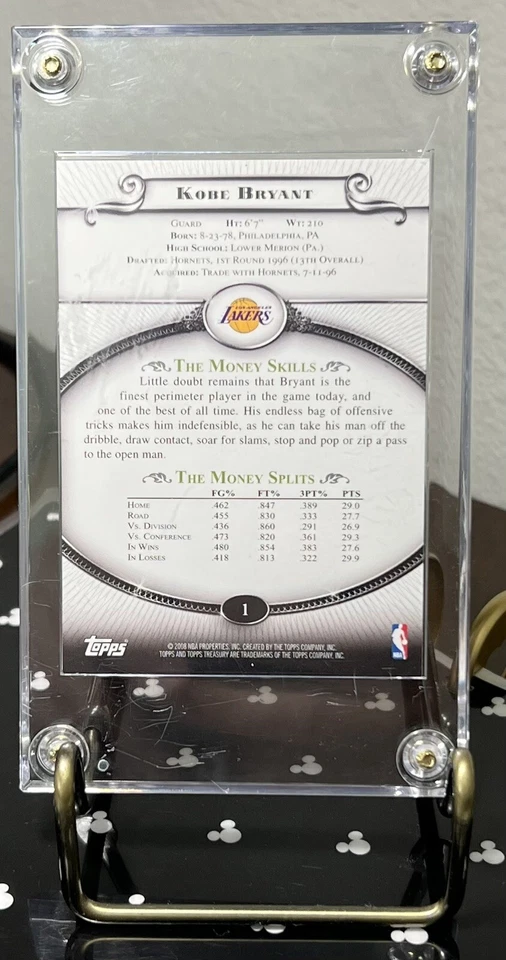 KOBE BRYANT
GUARD HT: 6'7" WT: 210
BORN: 8-23-78, PHILADELPHIA, PA
HIGH SCHOOL: LOWER MERION (PA.)
DRAFTED: HORNETS, 1ST ROUND 1996 (13TH OVERALL)
ACQUIRED: TRADE WITH HORNETS, 7-11-96
LOS ANGELES
LAKERS
THE MONEY SKILLS
Little doubt remains that Bryant is the
finest perimeter player in the game today, and
one of the best of all time. His endless bag of offensive
tricks makes him indefensible, as he can take his man off the
dribble, draw contact, soar for slams, stop and pop or zip a pass
to the open man.
THE MONEY SPLITS
FG% FT% 3PT% PTS
HOME .462 .847 .389 29.0
ROAD .455 .830 .333 27.7
VS. DIVISION .436 .860 .291 26.9
VS. CONFERENCE .473 .820 .361 29.3
IN WINS .480 .854 .383 27.6
IN LOSSES .418 .813 .322 29.9
1
Topps
© 2008 NBA PROPERTIES, INC. CREATED BY THE TOPPS COMPANY, INC.
TOPPS AND TOPPS TREASURY ARE TRADEMARKS OF THE TOPPS COMPANY, INC.
NBA